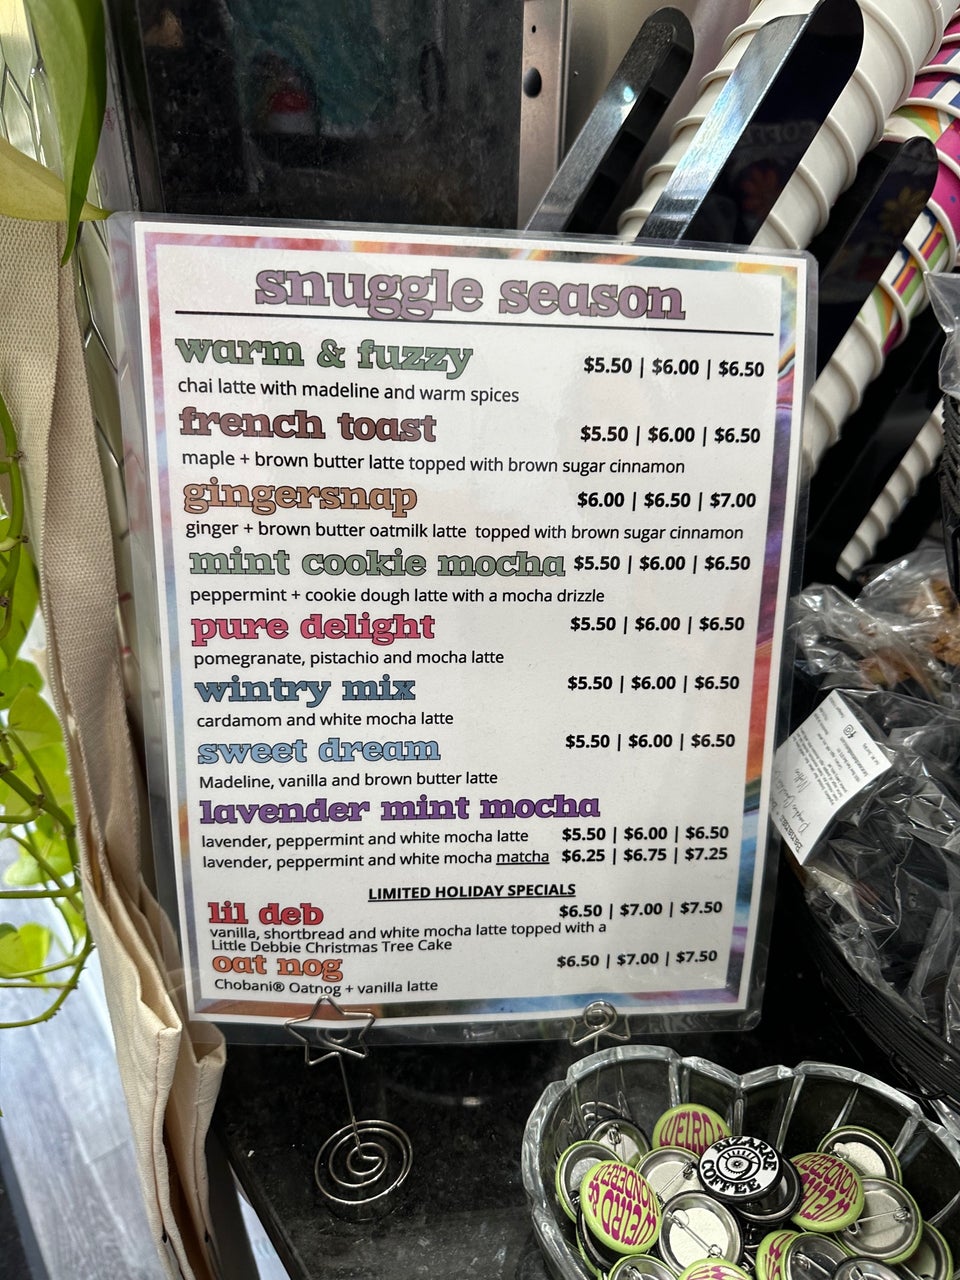 snuggle season
warm & fuzzy $5.50 | $6.00 | $6.50
chai latte with madeline and warm spices
french toast $5.50 | $6.00 | $6.50
maple + brown butter latte topped with brown sugar cinnamon
gingersnap $6.00 | $6.50 | $7.00
ginger + brown butter oatmilk latte topped with brown sugar cinnamon
mint cookie mocha $5.50 | $6.00 | $6.50
peppermint + cookie dough latte with a mocha drizzle
pure delight $5.50 | $6.00 | $6.50
pomegranate, pistachio and mocha latte
wintry mix $5.50 | $6.00 | $6.50
cardamom and white mocha latte
sweet dream $5.50 | $6.00 | $6.50
Madeline, vanilla and brown butter latte
lavender mint mocha
lavender, peppermint and white mocha latte $5.50 | $6.00 | $6.50
lavender, peppermint and white mocha matcha $6.25 | $6.75 | $7.25
LIMITED HOLIDAY SPECIALS
lil deb $6.50 | $7.00 | $7.50
vanilla, shortbread and white mocha latte topped with a
Little Debbie Christmas Tree Cake
oat nog $6.50 | $7.00 | $7.50
Chobani® Oatnog + vanilla latte
WEIRD
BIZARRE
COFFEE
WEIRD &
WONDERFUL
WEIRD